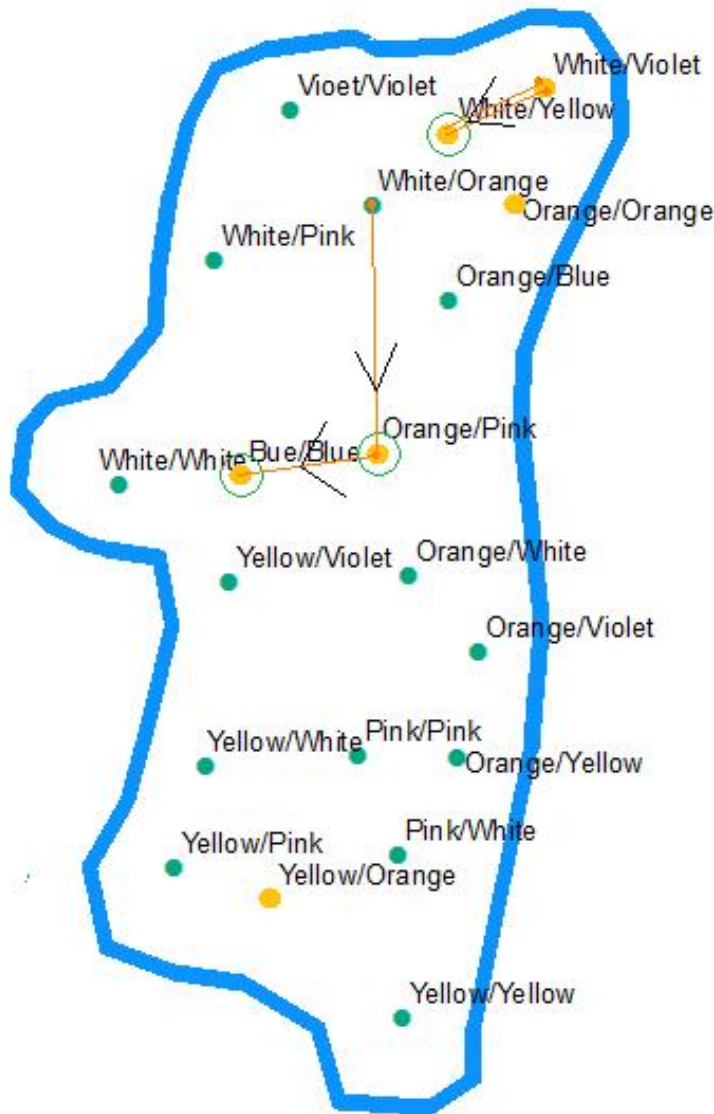 White/Violet
Vioet/Violet
White/Yellow
White/Orange
Orange/Orange
White/Pink
Orange/Blue
Orange/Pink
Bue/Blue
White/White
Orange/White
Yellow/Violet
Orange/Violet
Pink/Pink
Yellow/White
Orange/Yellow
Pink/White
Yellow/Pink
Yellow/Orange
Yellow/Yellow